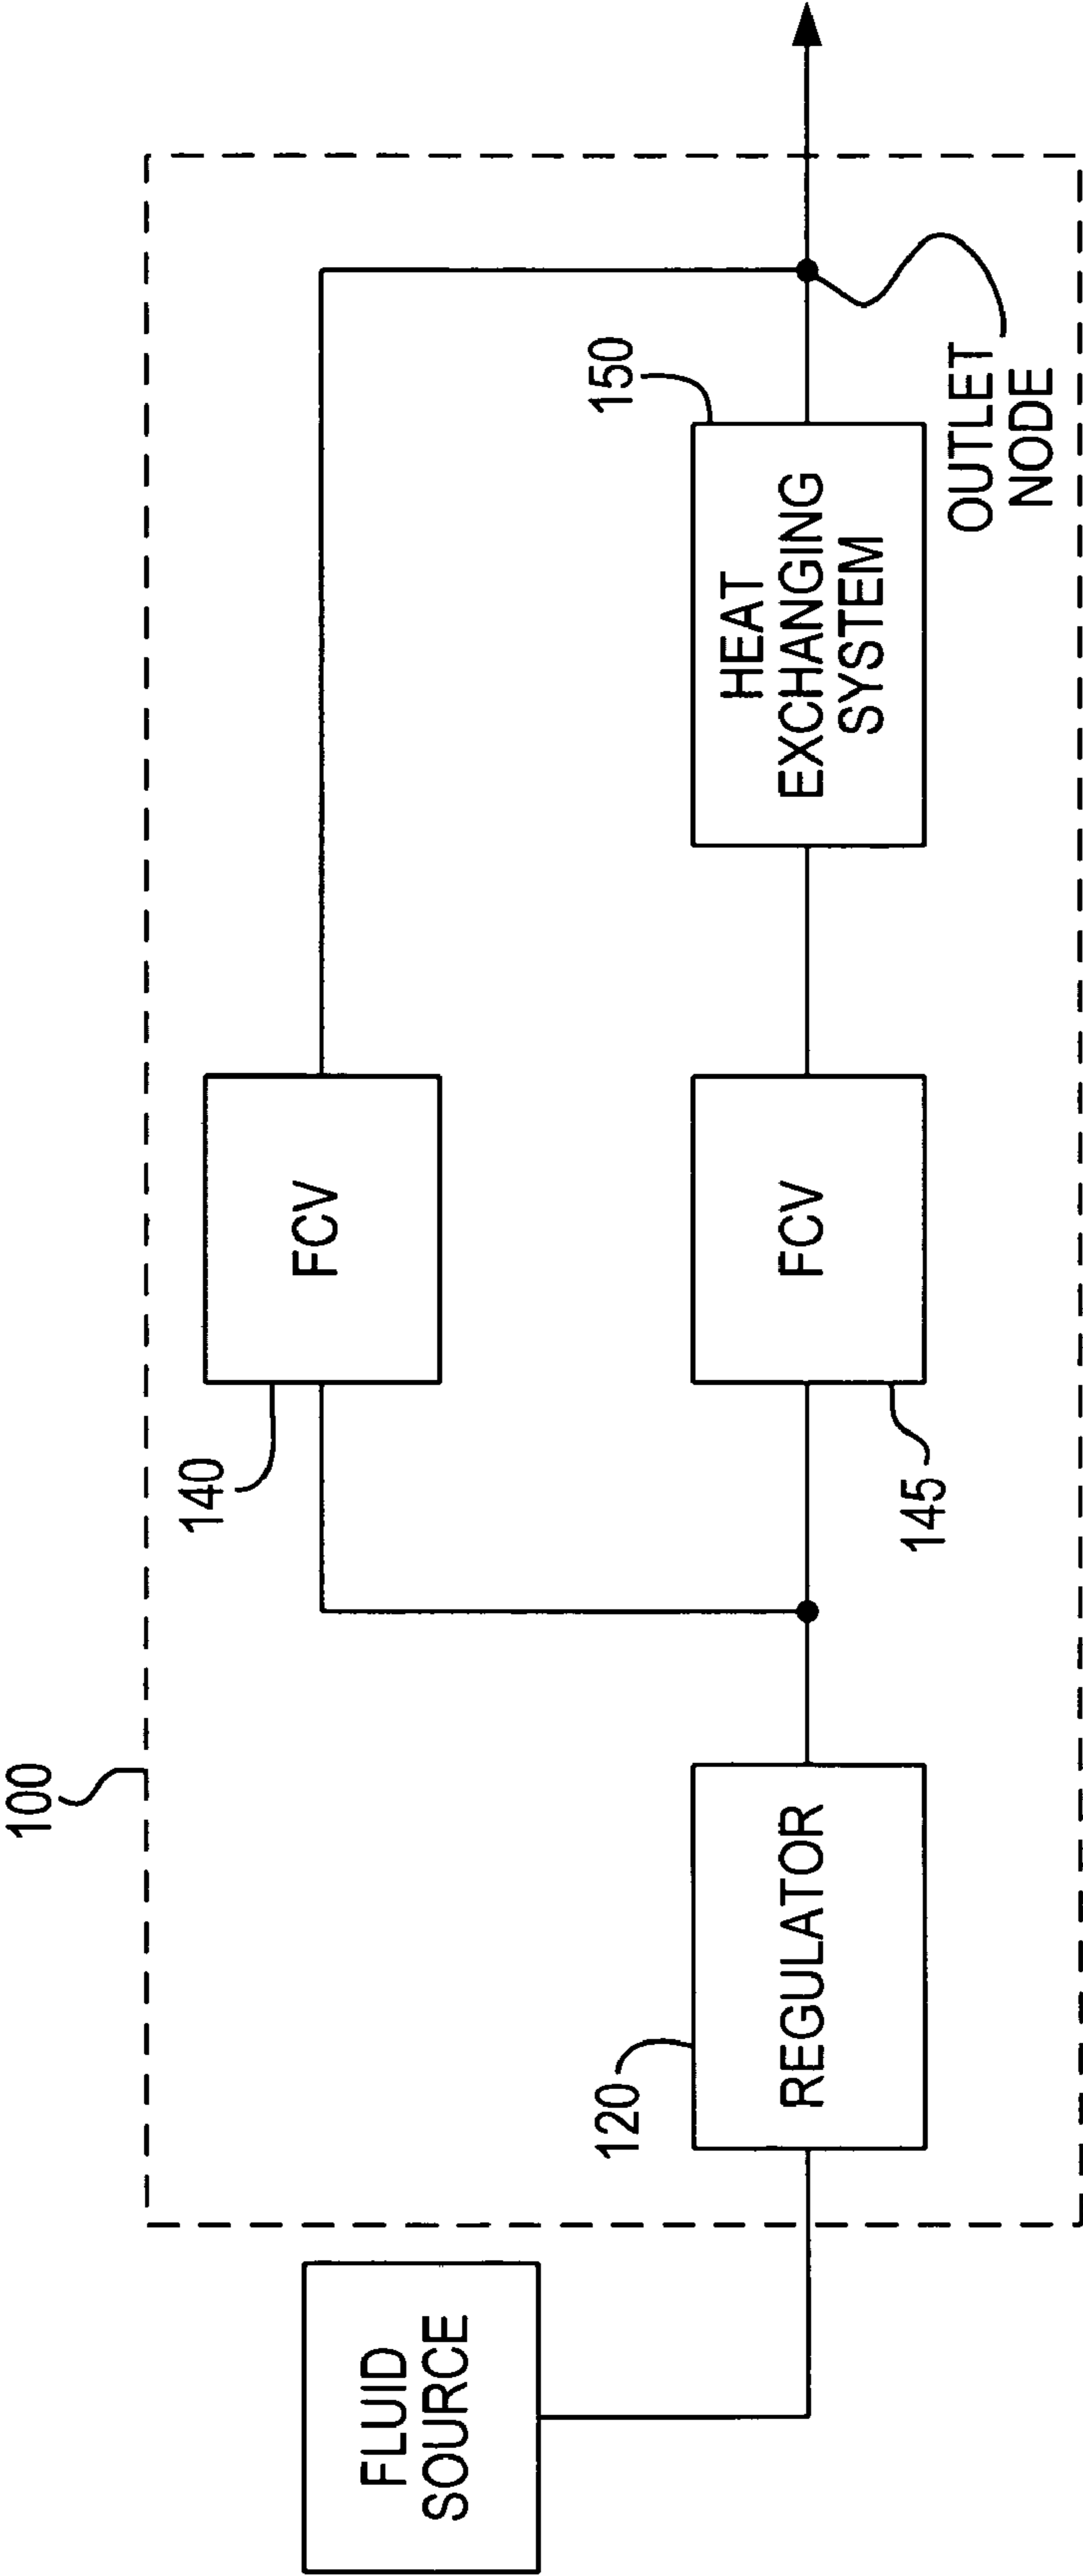 100
FLUID
SOURCE
120
REGULATOR
140
FCV
145
FCV
150
HEAT
EXCHANGING
SYSTEM
OUTLET
NODE